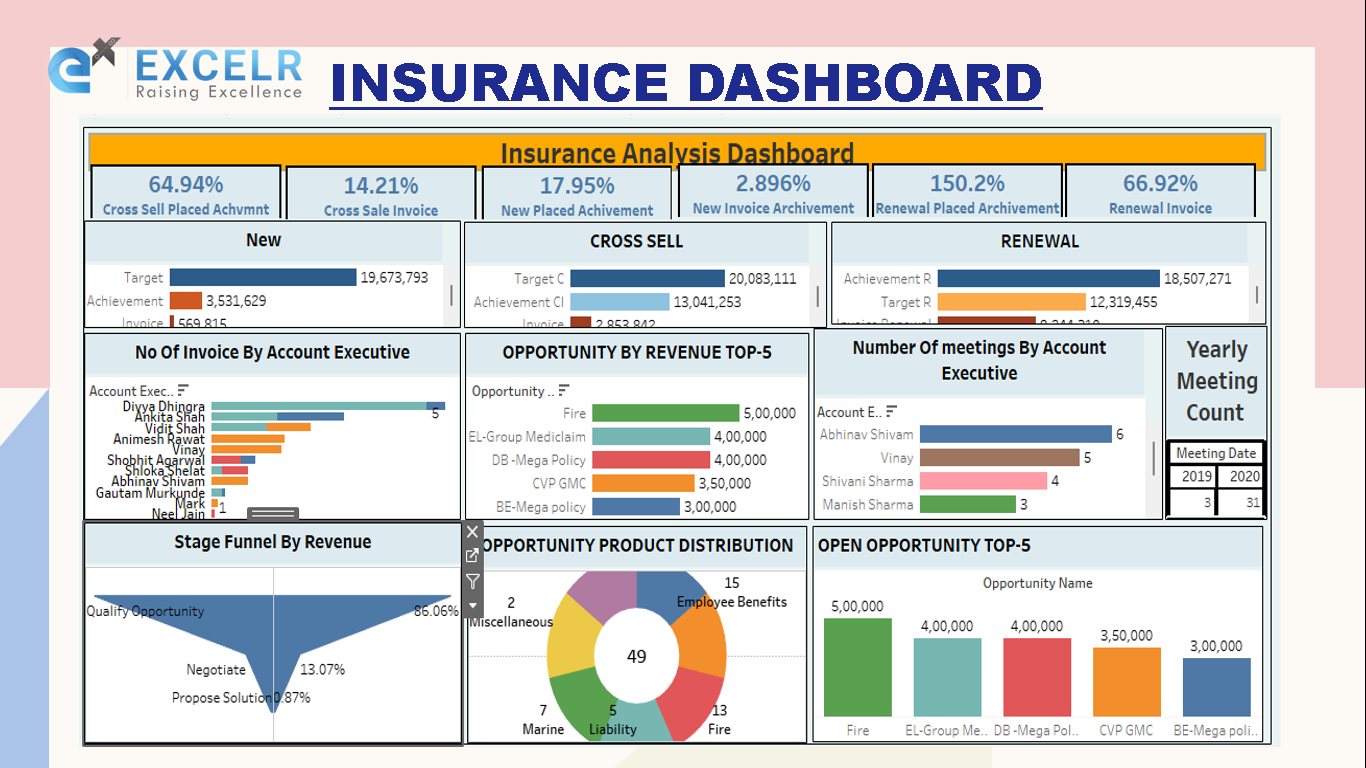 EXCELR
Raising Excellence
INSURANCE DASHBOARD
Insurance Analysis Dashboard
64.94%
Cross Sell Placed Achvmnt
14.21%
Cross Sale Invoice
17.95%
New Placed Achivement
2.896%
New Invoice Archivement
150.2%
Renewal Placed Archivement
66.92%
Renewal Invoice
New
Target 19,673,793
Achievement 3,531,629
Invoice 569,815
CROSS SELL
Target C 20,083,111
Achievement Cl 13,041,253
Invoice 2,853,842
RENEWAL
Achievement R 18,507,271
Target R 12,319,455
Invoice Renewal 8,244,310
No Of Invoice By Account Executive
Account Exec..
Divya Dhingra 5
Ankita Shah
Vidit Shah
Animesh Rawat
Vinay
Shobhit Agarwal
Shloka Shelat
Abhinav Shivam
Gautam Murkunde
Mark 1
Neel Jain
OPPORTUNITY BY REVENUE TOP-5
Opportunity ..
Fire 5,00,000
EL-Group Mediclaim 4,00,000
DB -Mega Policy 4,00,000
CVP GMC 3,50,000
BE-Mega policy 3,00,000
Number Of meetings By Account
Executive
Account E..
Abhinav Shivam 6
Vinay 5
Shivani Sharma 4
Manish Sharma 3
Yearly
Meeting
Count
Meeting Date
2019 2020
3 31
Stage Funnel By Revenue
Qualify Opportunity 86.06%
Negotiate 13.07%
Propose Solution 0.87%
OPPORTUNITY PRODUCT DISTRIBUTION
15
Employee Benefits
2
Miscellaneous
49
7
Marine
5
Liability
13
Fire
OPEN OPPORTUNITY TOP-5
Opportunity Name
5,00,000
4,00,000
4,00,000
3,50,000
3,00,000
Fire
EL-Group Me..
DB -Mega Pol..
CVP GMC
BE-Mega poli..